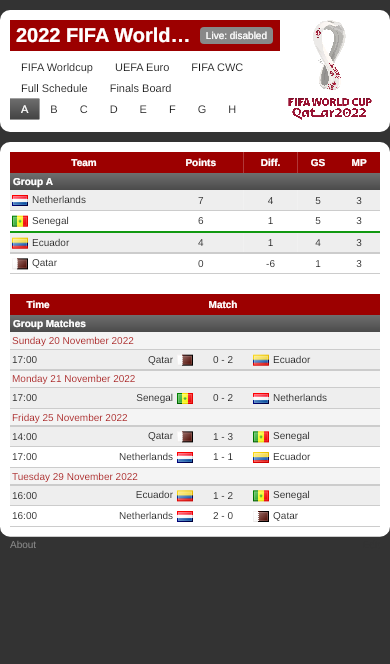 2022 FIFA World... Live: disabled
FIFA WORLD CUP
Qatar2022
FIFA Worldcup UEFA Euro FIFA CWC
Full Schedule Finals Board
A B C D E F G H
Team Points Diff. GS MP
Group A
Netherlands 7 4 5 3
Senegal 6 1 5 3
Ecuador 4 1 4 3
Qatar 0 -6 1 3
Time Match
Group Matches
Sunday 20 November 2022
17:00 Qatar 0 - 2 Ecuador
Monday 21 November 2022
17:00 Senegal 0 - 2 Netherlands
Friday 25 November 2022
14:00 Qatar 1 - 3 Senegal
17:00 Netherlands 1 - 1 Ecuador
Tuesday 29 November 2022
16:00 Ecuador 1 - 2 Senegal
16:00 Netherlands 2 - 0 Qatar
About